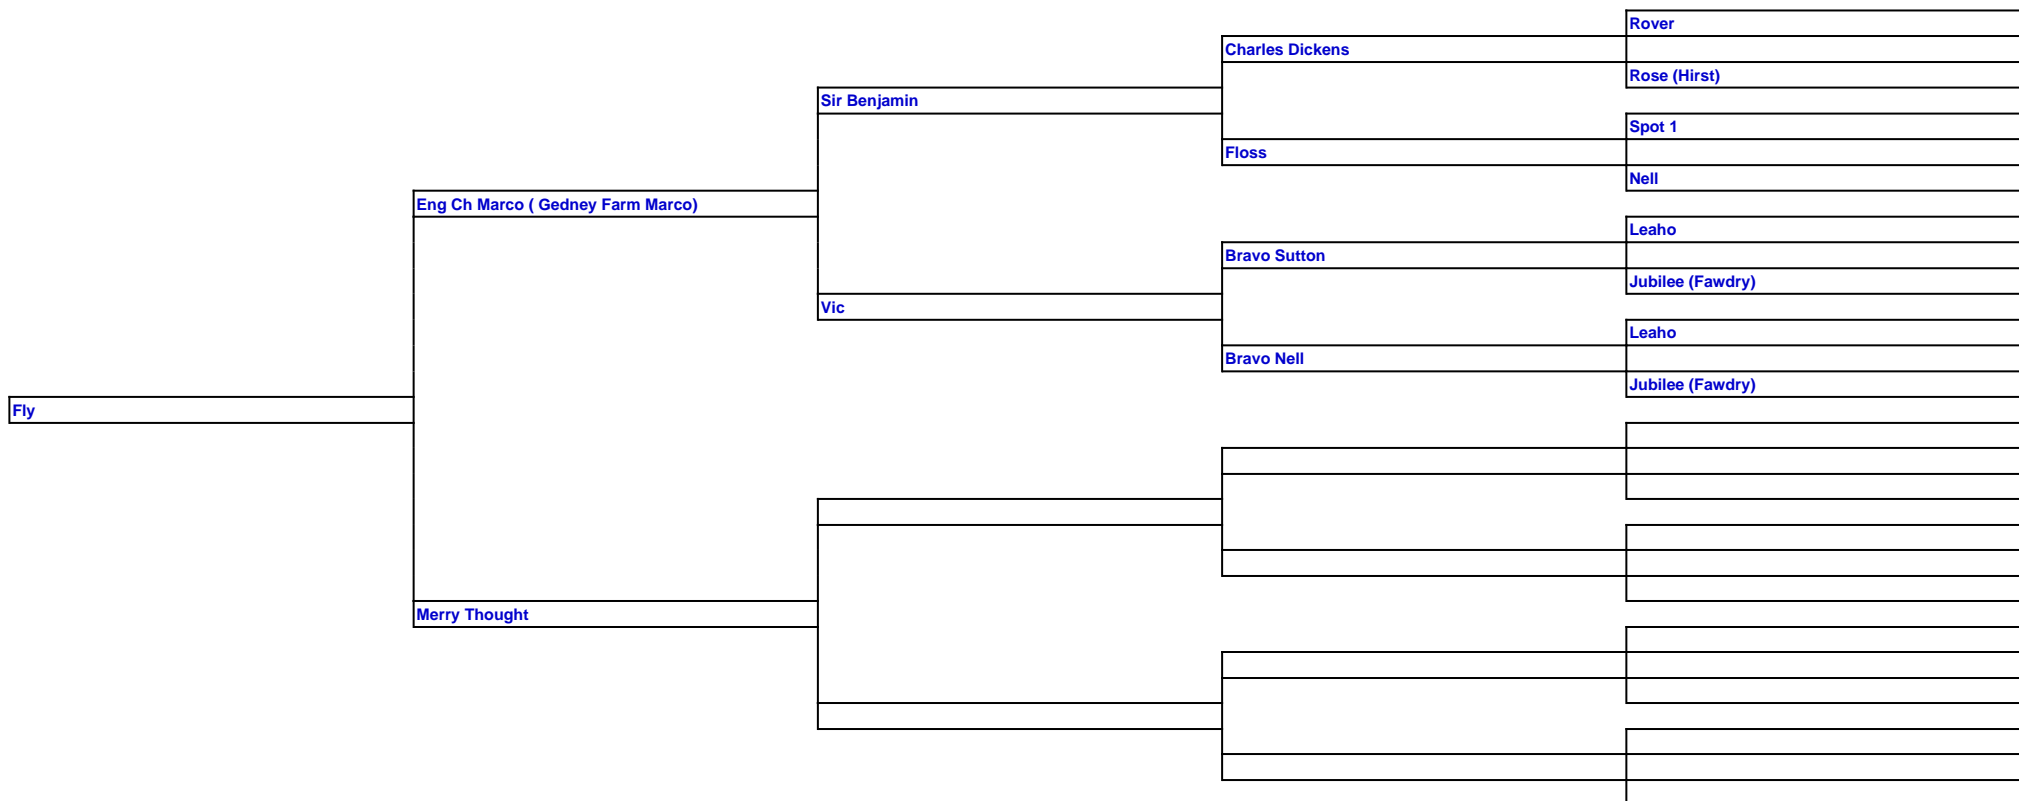 Rover
Charles Dickens
Rose (Hirst)
Sir Benjamin
Spot 1
Floss
Nell
Eng Ch Marco ( Gedney Farm Marco)
Leaho
Bravo Sutton
Jubilee (Fawdry)
Vic
Leaho
Bravo Nell
Jubilee (Fawdry)
Fly
Merry Thought